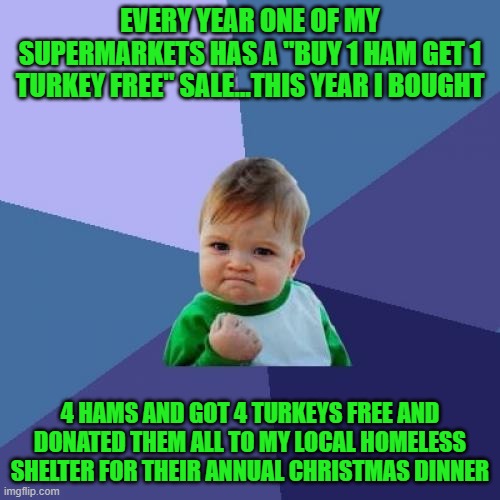 EVERY YEAR ONE OF MY
SUPERMARKETS HAS A "BUY 1 HAM GET 1
TURKEY FREE" SALE...THIS YEAR I BOUGHT
4 HAMS AND GOT 4 TURKEYS FREE AND
DONATED THEM ALL TO MY LOCAL HOMELESS
SHELTER FOR THEIR ANNUAL CHRISTMAS DINNER
imgflip.com